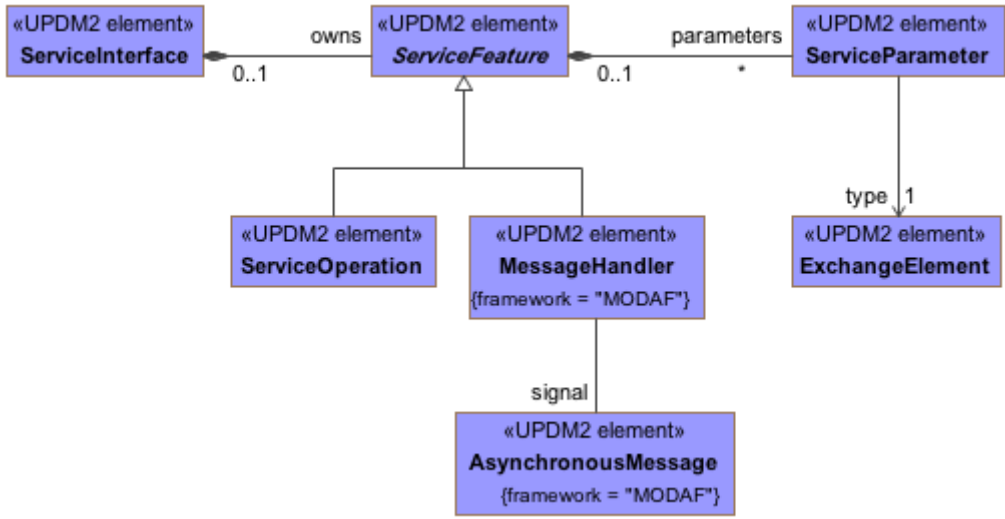 «UPDM2 element»
ServiceInterface
owns
0..1
«UPDM2 element»
ServiceFeature
parameters
0..1
*
«UPDM2 element»
ServiceParameter
type
1
«UPDM2 element»
ServiceOperation
«UPDM2 element»
MessageHandler
{framework = "MODAF"}
«UPDM2 element»
ExchangeElement
signal
«UPDM2 element»
AsynchronousMessage
{framework = "MODAF"}